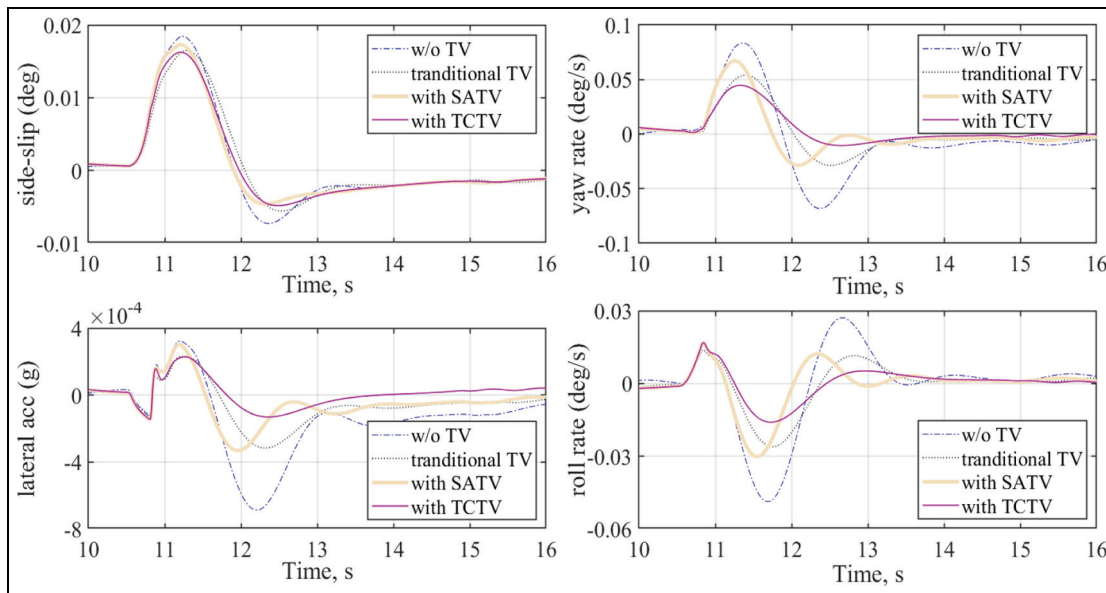 0.02
0.01
0
-0.01
side-slip (deg)
w/o TV
tranditional TV
with SATV
with TCTV
10 11 12 13 14 15 16
Time, s
0.1
0.05
0
-0.05
-0.1
yaw rate (deg/s)
w/o TV
tranditional TV
with SATV
with TCTV
10 11 12 13 14 15 16
Time, s
×10⁻⁴
4
0
-4
-8
lateral acc (g)
w/o TV
tranditional TV
with SATV
with TCTV
10 11 12 13 14 15 16
Time, s
0.03
0
-0.03
-0.06
roll rate (deg/s)
w/o TV
tranditional TV
with SATV
with TCTV
10 11 12 13 14 15 16
Time, s